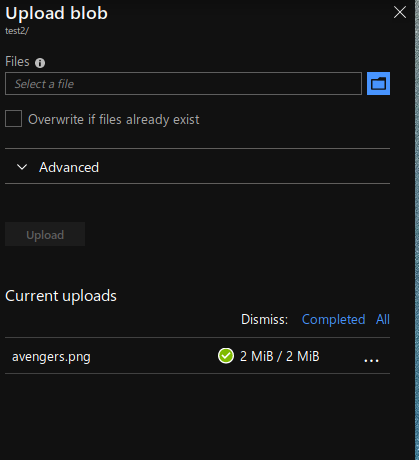 Upload blob
test2/
Files
Select a file
Overwrite if files already exist
Advanced
Upload
Current uploads
Dismiss: Completed All
avengers.png 2 MiB / 2 MiB ...